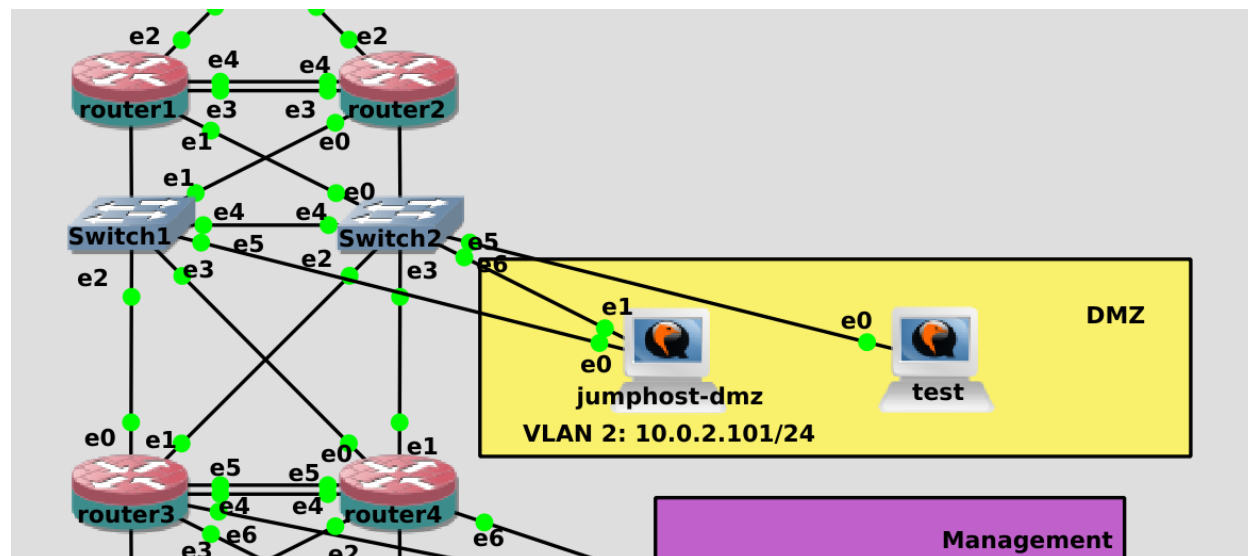 e2
e2
e4
e4
router1
e3
e3
router2
e1
e0
e1
e0
e4
e4
Switch1
Switch2
e5
e5
e2
e3
e2
e3
e6
DMZ
e1
e0
e0
jumphost-dmz
test
VLAN 2: 10.0.2.101/24
e0
e1
e0
e1
e5
e5
router3
e4
e4
router4
e6
e3
e2
e6
Management